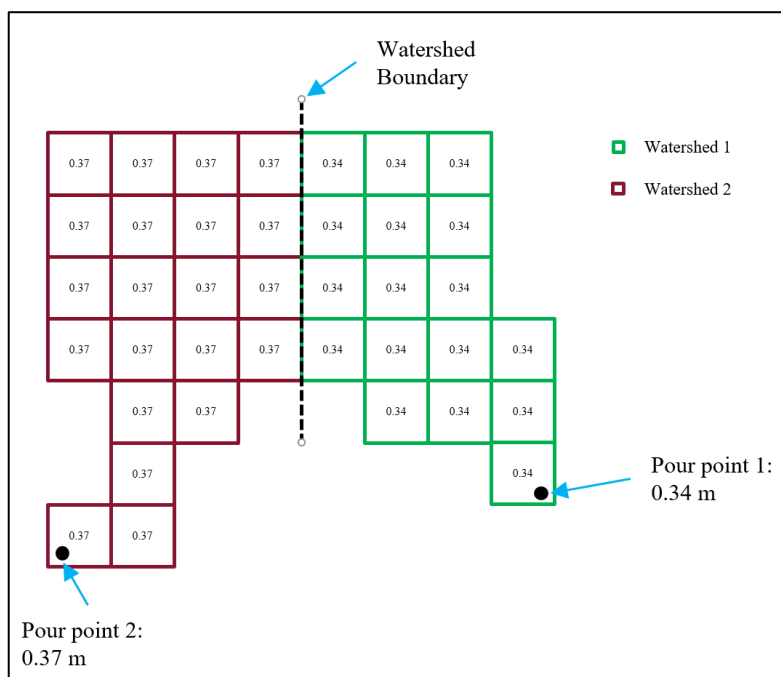 Watershed
Boundary
0.37 0.37 0.37 0.37 0.34 0.34 0.34
Watershed 1
Watershed 2
0.37 0.37 0.37 0.37 0.34 0.34 0.34
0.37 0.37 0.37 0.37 0.34 0.34 0.34
0.37 0.37 0.37 0.37 0.34 0.34 0.34 0.34
0.37 0.37 0.34 0.34 0.34
0.37 0.34
Pour point 1:
0.34 m
0.37 0.37
Pour point 2:
0.37 m